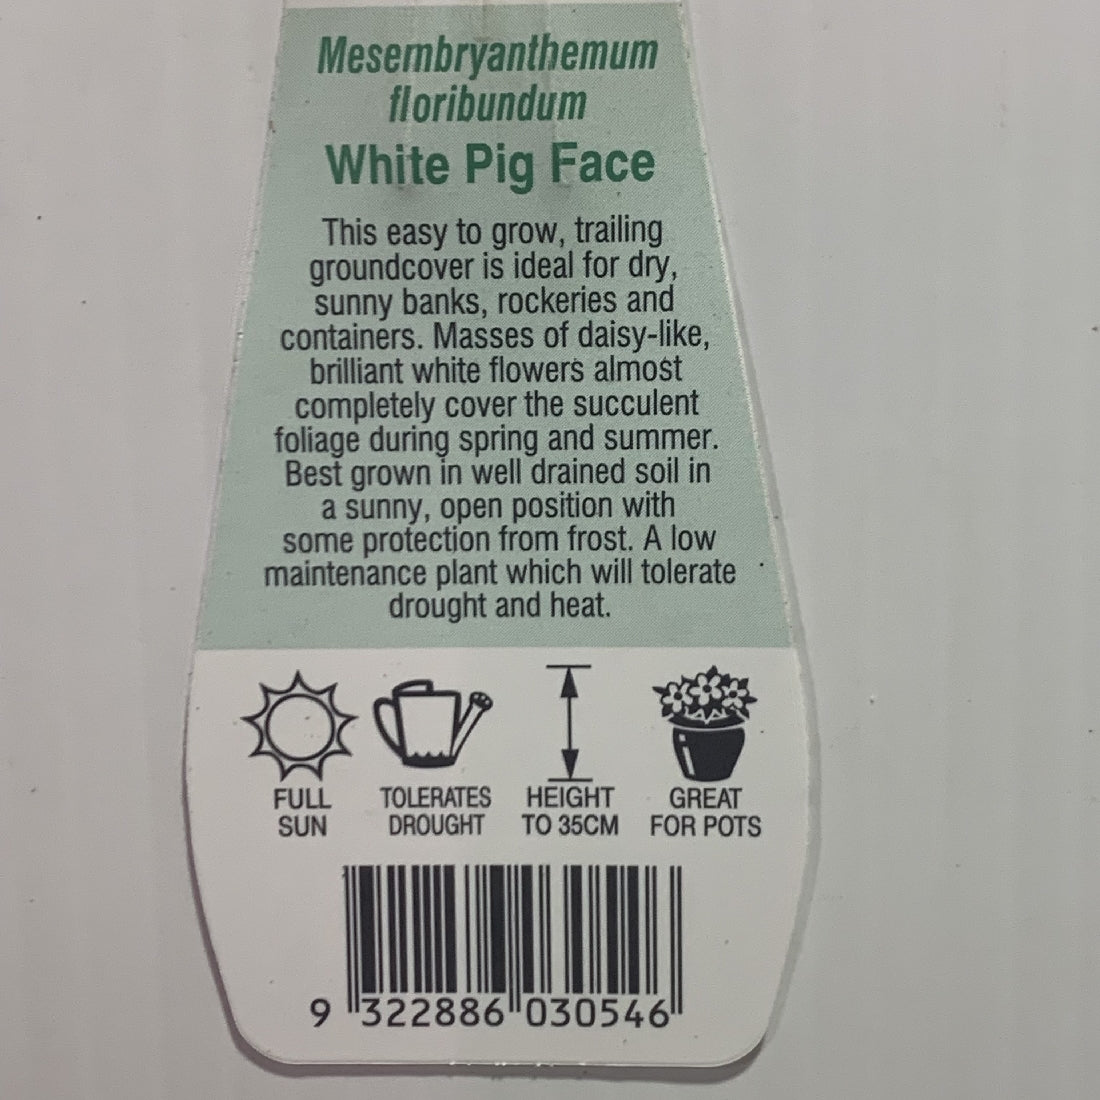 Mesembryanthemum
floribundum
White Pig Face
This easy to grow, trailing
groundcover is ideal for dry,
sunny banks, rockeries and
containers. Masses of daisy-like,
brilliant white flowers almost
completely cover the succulent
foliage during spring and summer.
Best grown in well drained soil in
a sunny, open position with
some protection from frost. A low
maintenance plant which will tolerate
drought and heat.
FULL
SUN
TOLERATES
DROUGHT
HEIGHT
TO 35CM
GREAT
FOR POTS
9 322886 030546